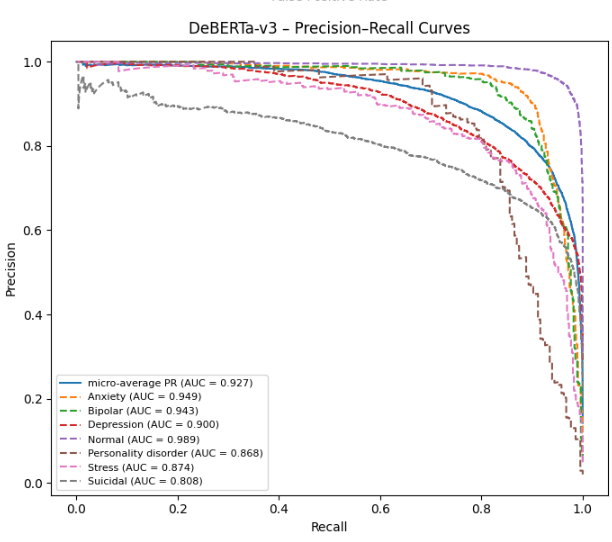 False Positive Rate
DeBERTa-v3 – Precision–Recall Curves
1.0
0.8
0.6
0.4
0.2
0.0
Precision
micro-average PR (AUC = 0.927)
Anxiety (AUC = 0.949)
Bipolar (AUC = 0.943)
Depression (AUC = 0.900)
Normal (AUC = 0.989)
Personality disorder (AUC = 0.868)
Stress (AUC = 0.874)
Suicidal (AUC = 0.808)
0.0 0.2 0.4 0.6 0.8 1.0
Recall